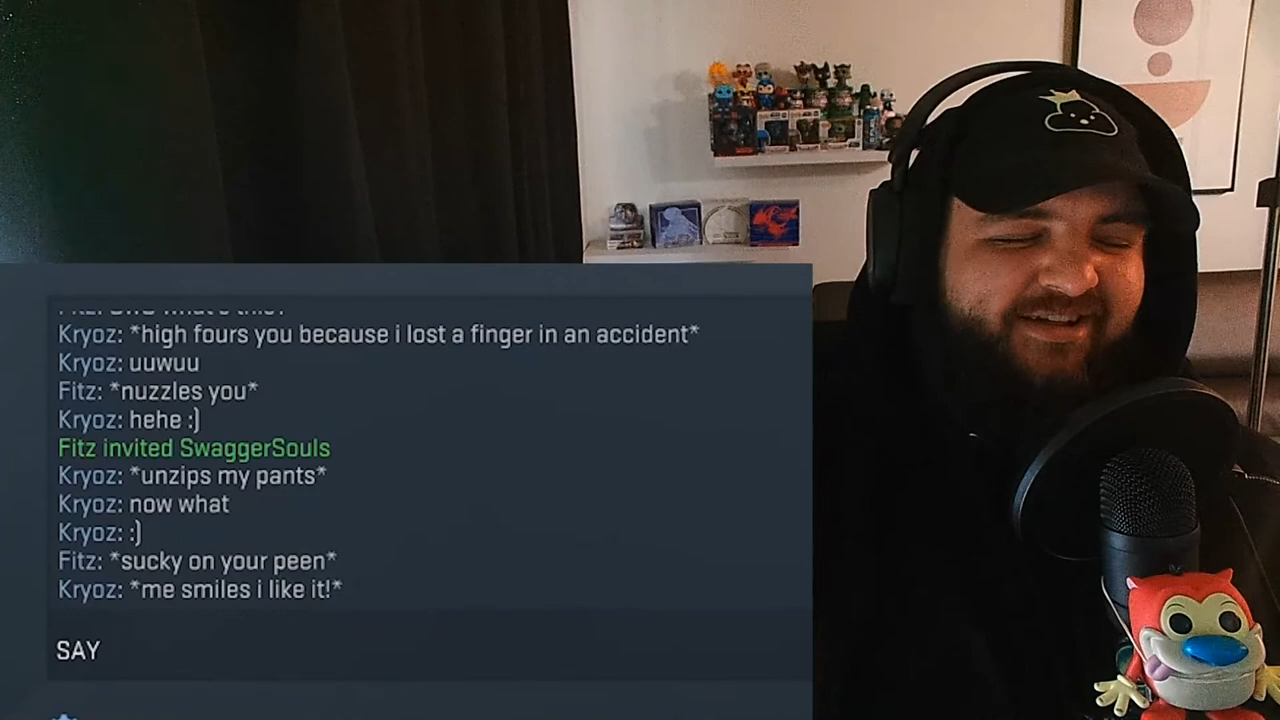 Kryoz: *high fours you because i lost a finger in an accident*
Kryoz: uuwuu
Fitz: *nuzzles you*
Kryoz: hehe :)
Fitz invited SwaggerSouls
Kryoz: *unzips my pants*
Kryoz: now what
Kryoz: :)
Fitz: *sucky on your peen*
Kryoz: *me smiles i like it!*
SAY